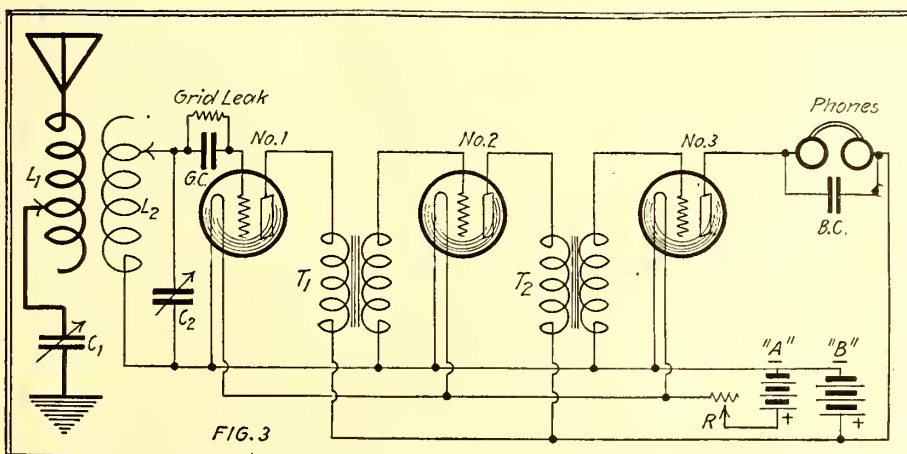 Grid Leak
G.C.
No.1
No.2
No.3
Phones
B.C.
L1
L2
T1
T2
C2
C1
"A"
"B"
R
+
+
FIG. 3